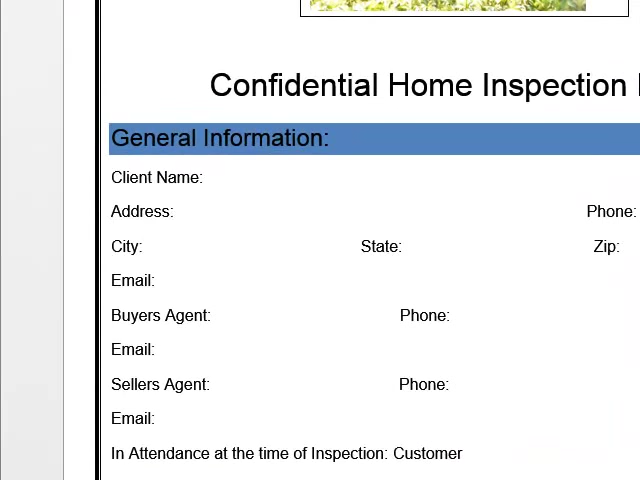 Confidential Home Inspection
General Information:
Client Name:
Address: Phone:
City: State: Zip:
Email:
Buyers Agent: Phone:
Email:
Sellers Agent: Phone:
Email:
In Attendance at the time of Inspection: Customer